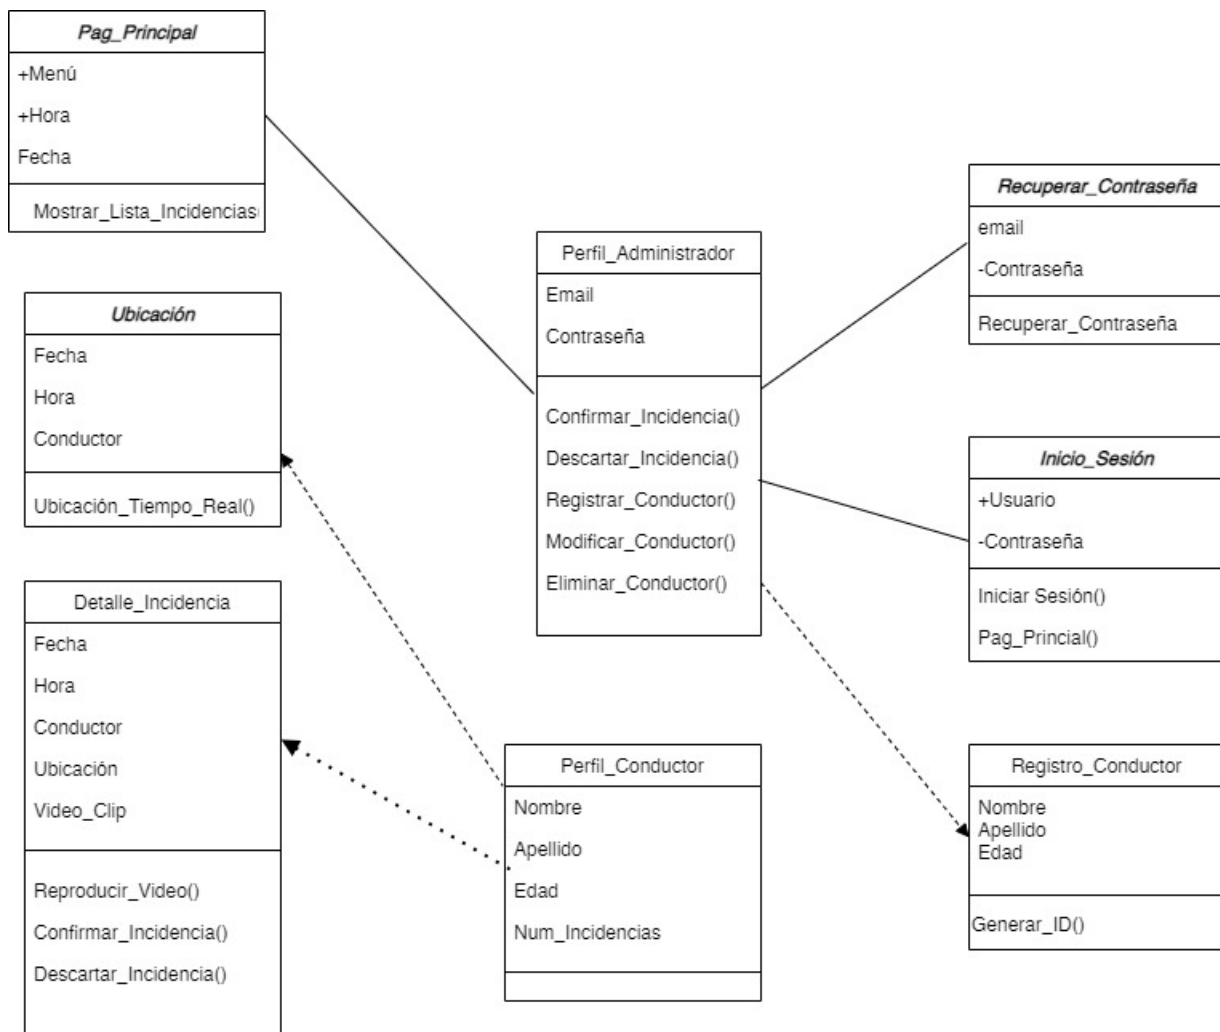 Pag_Principal
+Menú
+Hora
Fecha
Mostrar_Lista_Incidencias(
Ubicación
Fecha
Hora
Conductor
Ubicación_Tiempo_Real()
Detalle_Incidencia
Fecha
Hora
Conductor
Ubicación
Video_Clip
Reproducir_Video()
Confirmar_Incidencia()
Descartar_Incidencia()
Perfil_Administrador
Email
Contraseña
Confirmar_Incidencia()
Descartar_Incidencia()
Registrar_Conductor()
Modificar_Conductor()
Eliminar_Conductor()
Perfil_Conductor
Nombre
Apellido
Edad
Num_Incidencias
Recuperar_Contraseña
email
-Contraseña
Recuperar_Contraseña
Inicio_Sesión
+Usuario
-Contraseña
Iniciar Sesión()
Pag_Princial()
Registro_Conductor
Nombre
Apellido
Edad
Generar_ID()